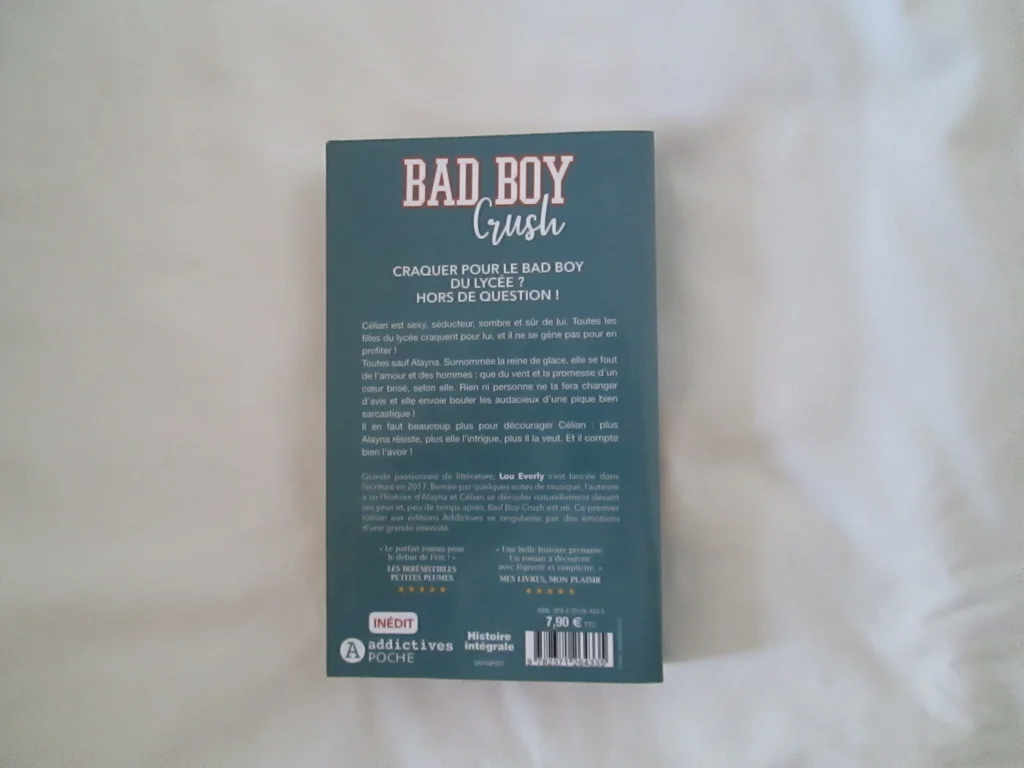 BAD BOY
Crush
CRAQUER POUR LE BAD BOY
DU LYCÉE ?
HORS DE QUESTION !
Célian est sexy, séducteur, sombre et sûr de lui. Toutes les
filles du lycée craquent pour lui, et il ne se gêne pas pour en
profiter !
Toutes sauf Alayna. Surnommée la reine de glace, elle se fout
de l'amour et des hommes : que du vent et la promesse d'un
cœur brisé, selon elle. Rien ni personne ne la fera changer
d'avis et elle envoie bouler les audacieux d'une pique bien
sarcastique !
Il en faut beaucoup plus pour décourager Célian : plus
Alayna résiste, plus elle l'intrigue, plus il la veut. Et il compte
bien l'avoir !
Grande passionnée de littérature, Lou Everly s'est lancée dans
l'écriture en 2017. Bercée par quelques notes de musique, l'auteure
a vu l'histoire d'Alayna et Célian se dérouler naturellement devant
ses yeux et, peu de temps après, Bad Boy Crush est né. Ce premier
roman aux éditions Addictives se singularise par des émotions
d'une grande intensité.
« Le parfait roman pour
le début de l'été ! »
LES IRRÉSISTIBLES
PETITES PLUMES
« Une belle histoire prenante.
Un roman à découvrir
avec légèreté et simplicité. »
MES LIVRES, MON PLAISIR
INÉDIT
A addictives
POCHE
Histoire
intégrale
ISBN
7,90 € TTC
9 782371 264335